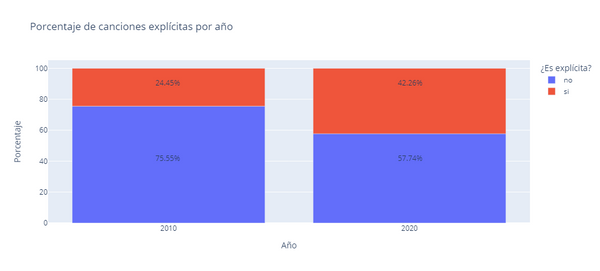 Porcentaje de canciones explícitas por año
¿Es explícita?
no
si
100
80
60
40
20
0
Porcentaje
24.45%
42.26%
75.55%
57.74%
2010
2020
Año